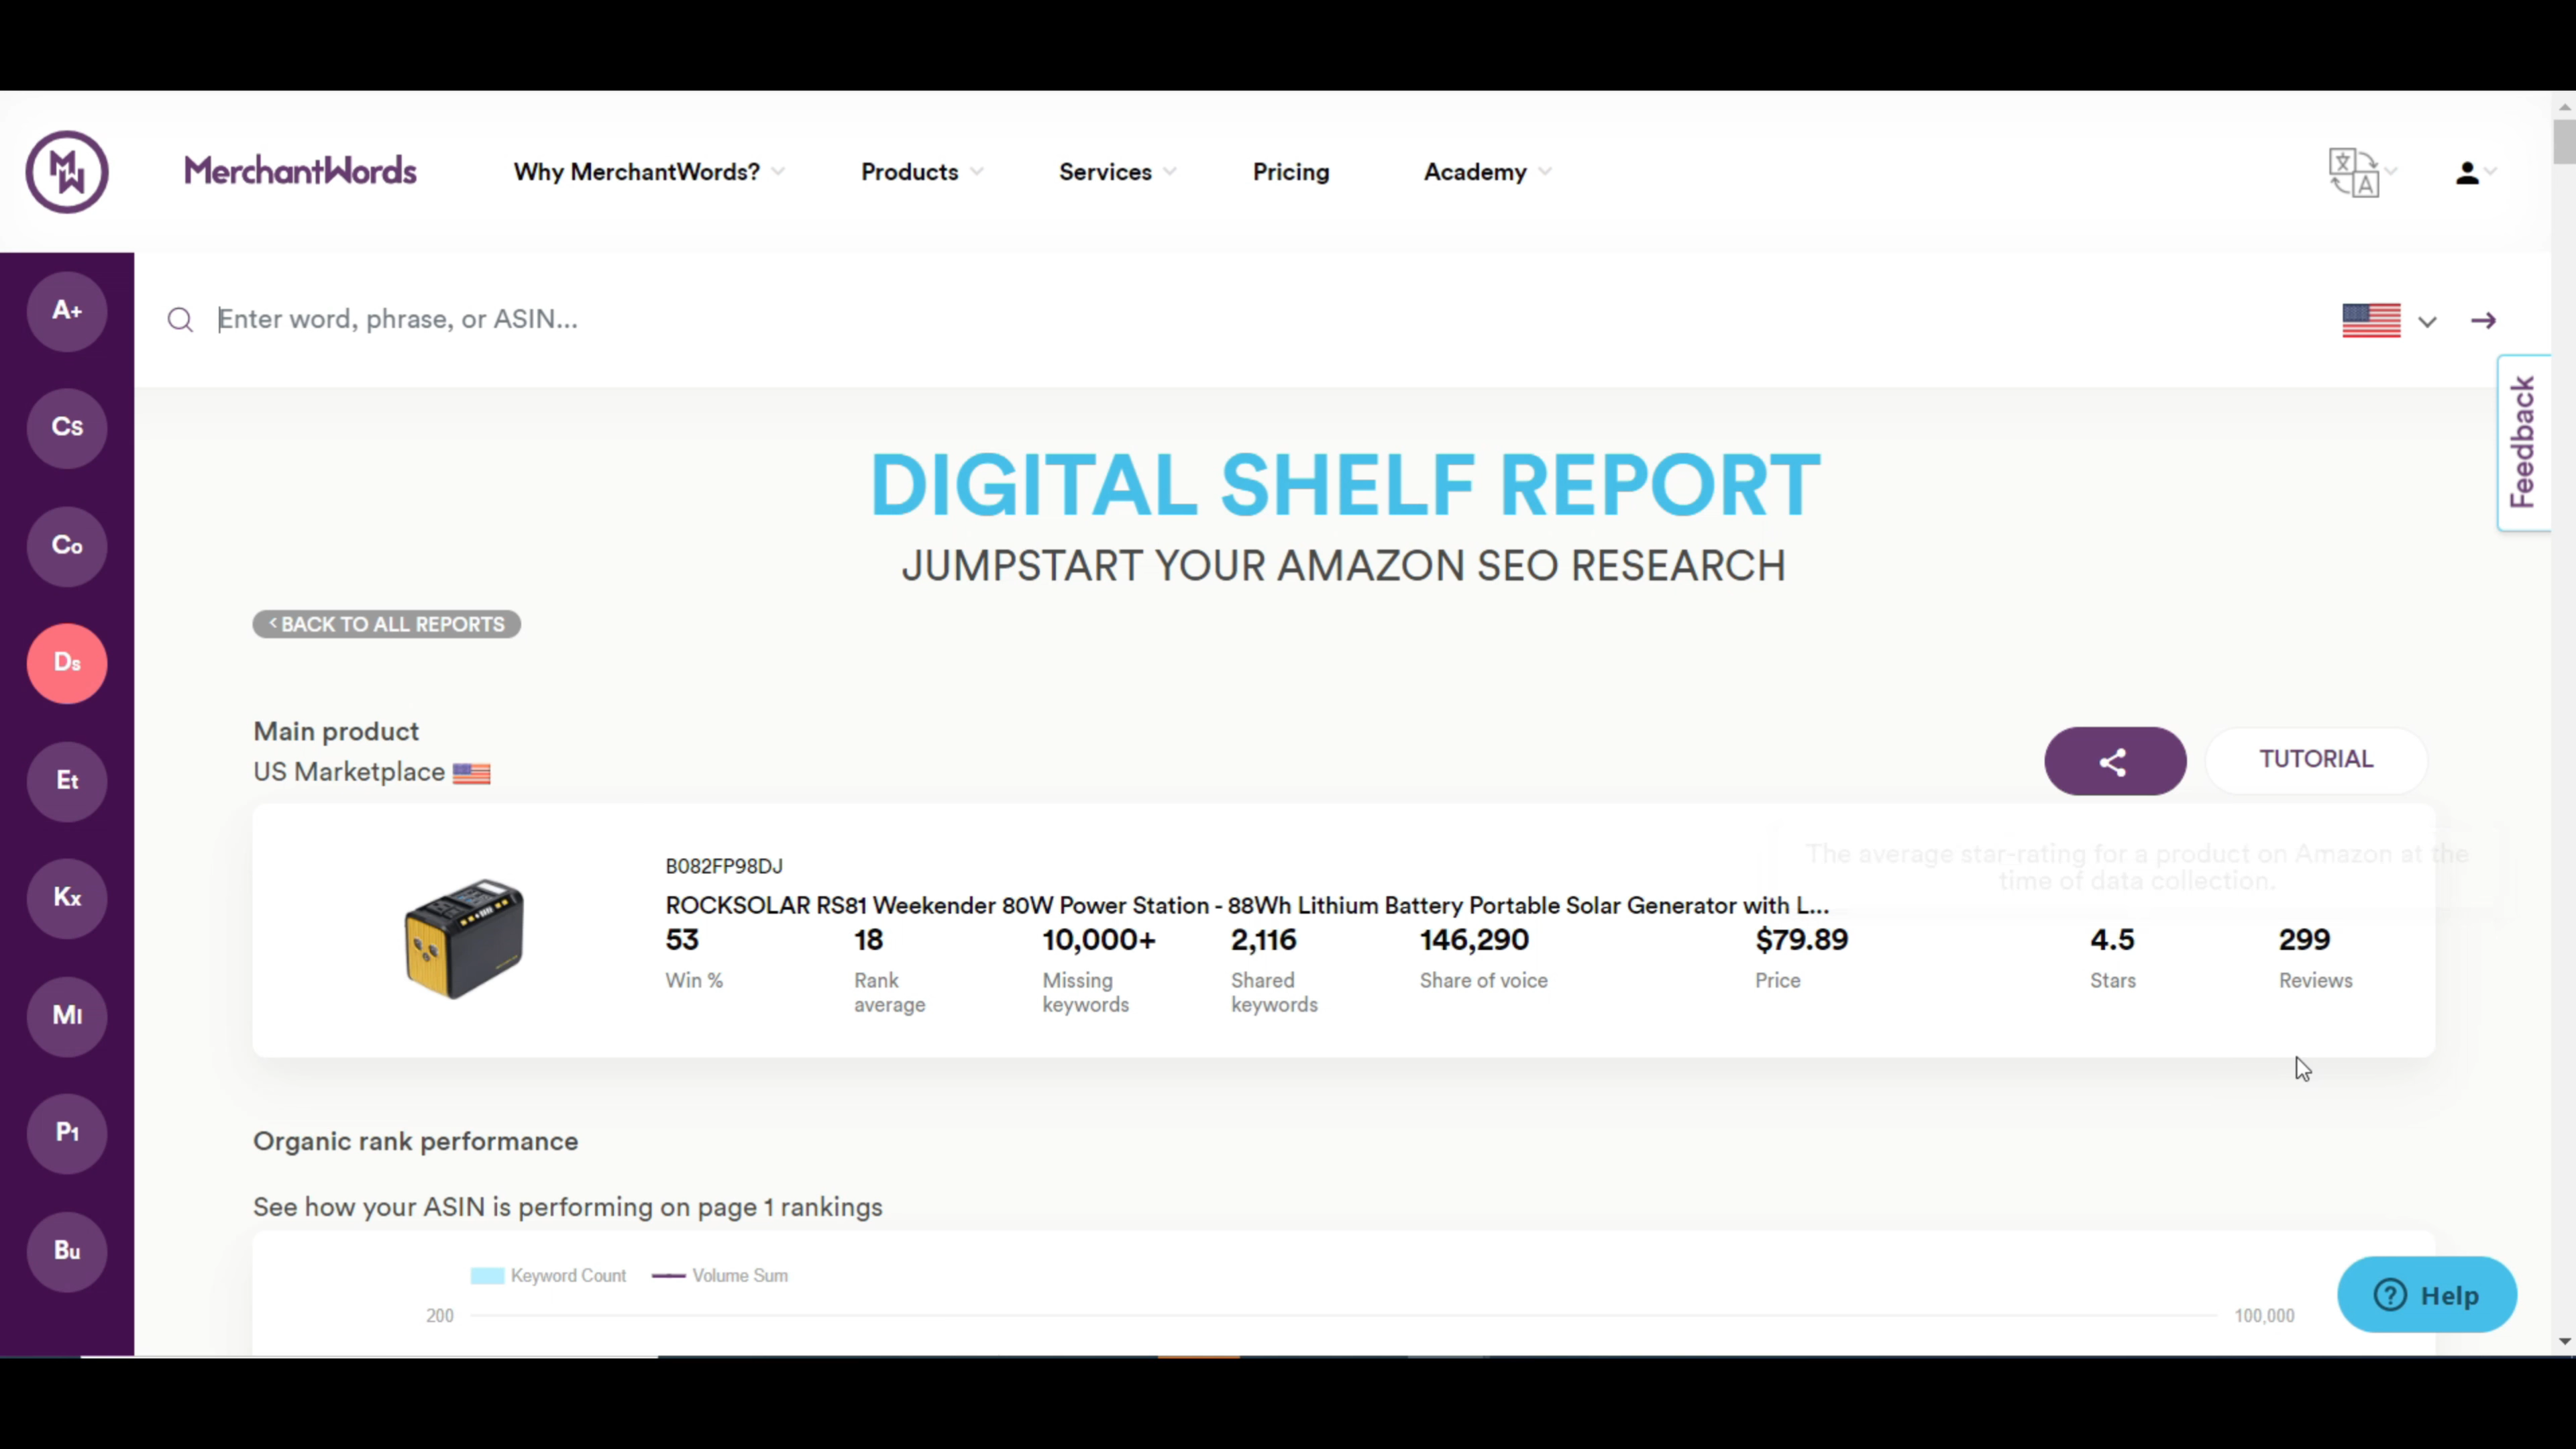 MerchantWords
Why MerchantWords?
Products
Services
Pricing
Academy
Enter word, phrase, or ASIN...
Feedback
A+
Cs
Co
Ds
Et
Kx
MI
P1
Bu
DIGITAL SHELF REPORT
JUMPSTART YOUR AMAZON SEO RESEARCH
< BACK TO ALL REPORTS
Main product
US Marketplace
TUTORIAL
The average star-rating for a product on Amazon at the
time of data collection.
B082FP98DJ
ROCKSOLAR RS81 Weekender 80W Power Station - 88Wh Lithium Battery Portable Solar Generator with L...
53 18 10,000+ 2,116 146,290 $79.89 4.5 299
Win % Rank average Missing keywords Shared keywords Share of voice Price Stars Reviews
Organic rank performance
See how your ASIN is performing on page 1 rankings
Keyword Count Volume Sum
200 100,000
Help